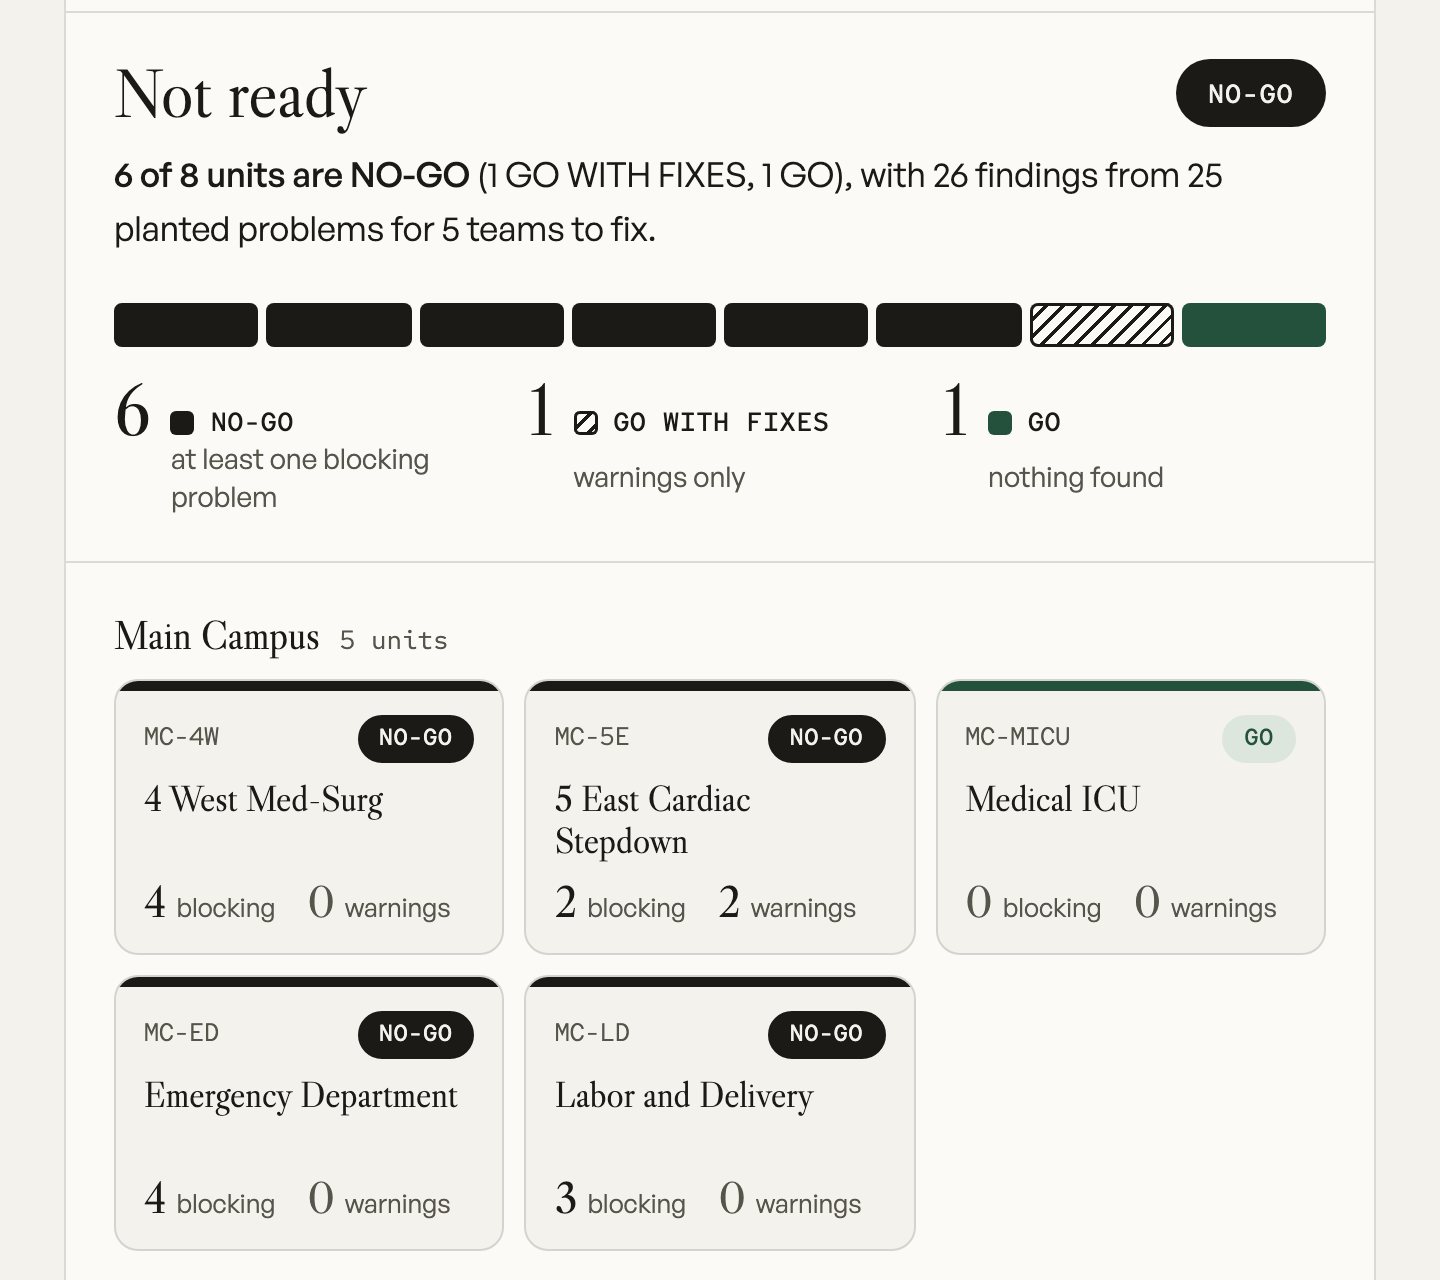 Not ready
NO-GO
6 of 8 units are NO-GO (1 GO WITH FIXES, 1 GO), with 26 findings from 25
planted problems for 5 teams to fix.
6 NO-GO
at least one blocking
problem
1 GO WITH FIXES
warnings only
1 GO
nothing found
Main Campus 5 units
MC-4W NO-GO
4 West Med-Surg
4 blocking 0 warnings
MC-5E NO-GO
5 East Cardiac
Stepdown
2 blocking 2 warnings
MC-MICU GO
Medical ICU
0 blocking 0 warnings
MC-ED NO-GO
Emergency Department
4 blocking 0 warnings
MC-LD NO-GO
Labor and Delivery
3 blocking 0 warnings